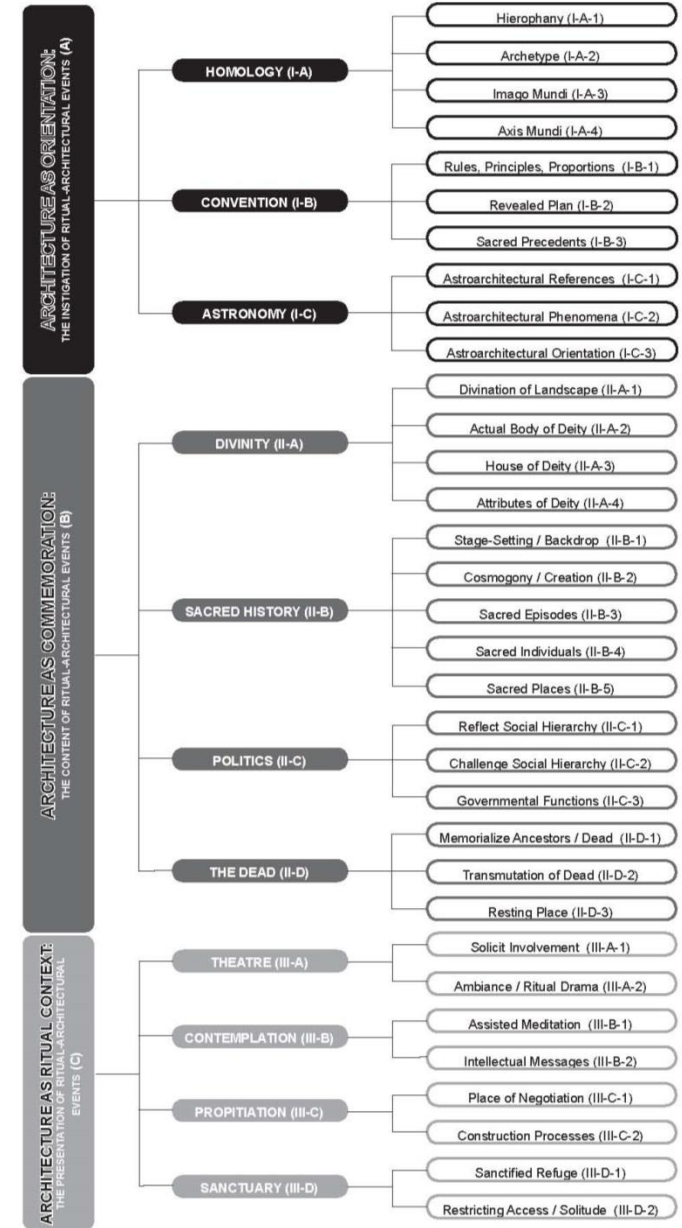 ARCHITECTURE AS ORIENTATION:
THE INSTIGATION OF RITUAL-ARCHITECTURAL EVENTS (A)
HOMOLOGY (I-A)
Hierophany (I-A-1)
Archetype (I-A-2)
Imago Mundi (I-A-3)
Axis Mundi (I-A-4)
CONVENTION (I-B)
Rules, Principles, Proportions (I-B-1)
Revealed Plan (I-B-2)
Sacred Precedents (I-B-3)
ASTRONOMY (I-C)
Astroarchitectural References (I-C-1)
Astroarchitectural Phenomena (I-C-2)
Astroarchitectural Orientation (I-C-3)
ARCHITECTURE AS COMMEMORATION:
THE CONTENT OF RITUAL-ARCHITECTURAL EVENTS (B)
DIVINITY (II-A)
Divination of Landscape (II-A-1)
Actual Body of Deity (II-A-2)
House of Deity (II-A-3)
Attributes of Deity (II-A-4)
SACRED HISTORY (II-B)
Stage-Setting / Backdrop (II-B-1)
Cosmogony / Creation (II-B-2)
Sacred Episodes (II-B-3)
Sacred Individuals (II-B-4)
Sacred Places (II-B-5)
POLITICS (II-C)
Reflect Social Hierarchy (II-C-1)
Challenge Social Hierarchy (II-C-2)
Governmental Functions (II-C-3)
THE DEAD (II-D)
Memorialize Ancestors / Dead (II-D-1)
Transmutation of Dead (II-D-2)
Resting Place (II-D-3)
ARCHITECTURE AS RITUAL CONTEXT:
THE PRESENTATION OF RITUAL-ARCHITECTURAL
EVENTS (C)
THEATRE (III-A)
Solicit Involvement (III-A-1)
Ambiance / Ritual Drama (III-A-2)
CONTEMPLATION (III-B)
Assisted Meditation (III-B-1)
Intellectual Messages (III-B-2)
PROPITIATION (III-C)
Place of Negotiation (III-C-1)
Construction Processes (III-C-2)
SANCTUARY (III-D)
Sanctified Refuge (III-D-1)
Restricting Access / Solitude (III-D-2)